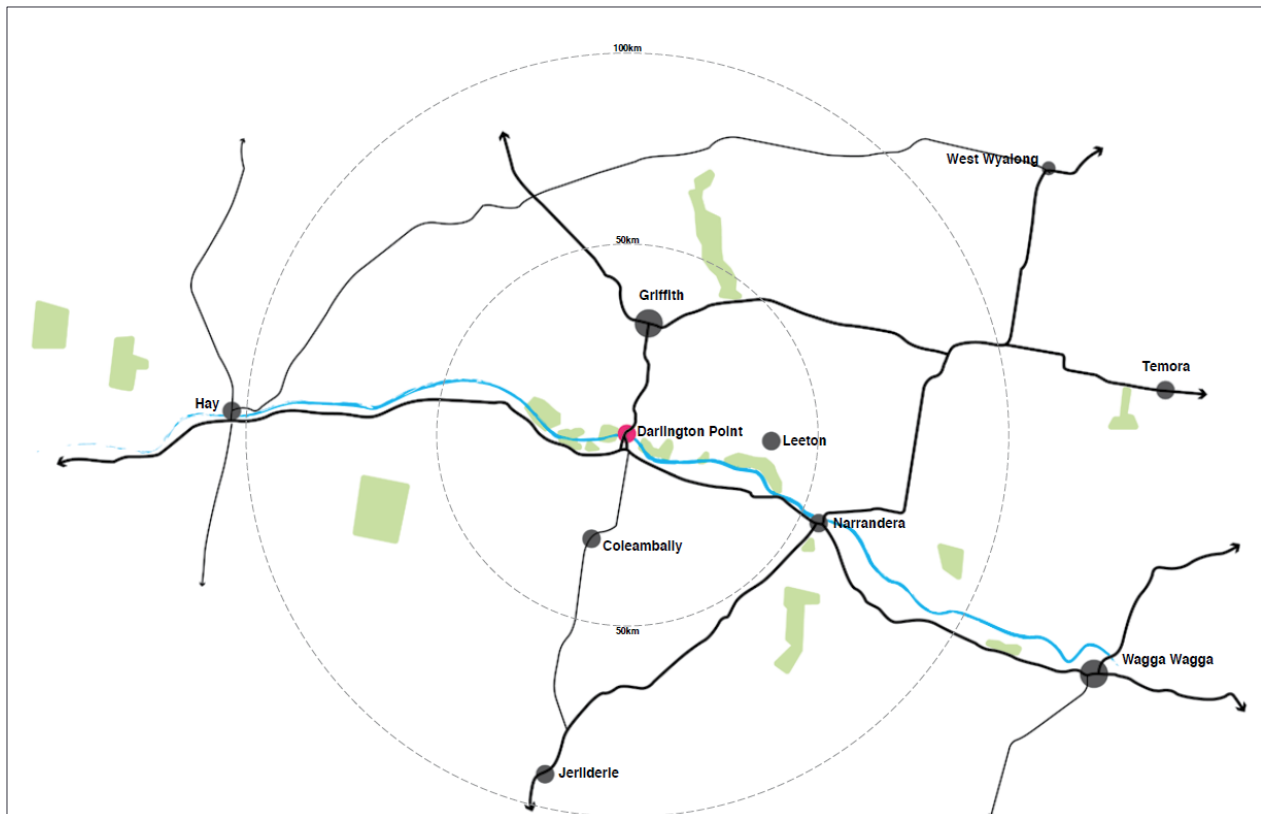 100km
West Wyalong
50km
Griffith
Temora
Hay
Darlington Point
Leeton
Narrandera
Coleambally
50km
Wagga Wagga
Jerilderie